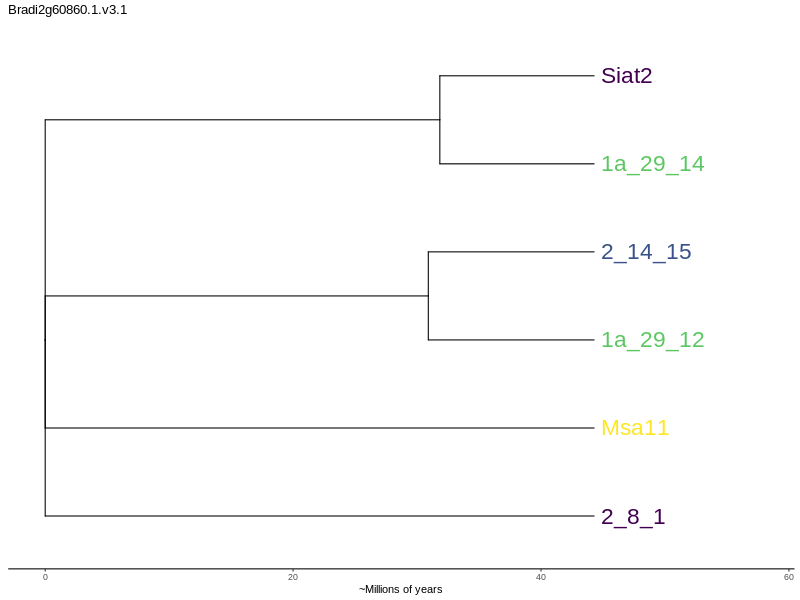 Bradi2g60860.1.v3.1
Siat2
1a_29_14
2_14_15
1a_29_12
Msa11
2_8_1
0 20 40 60
~Millions of years